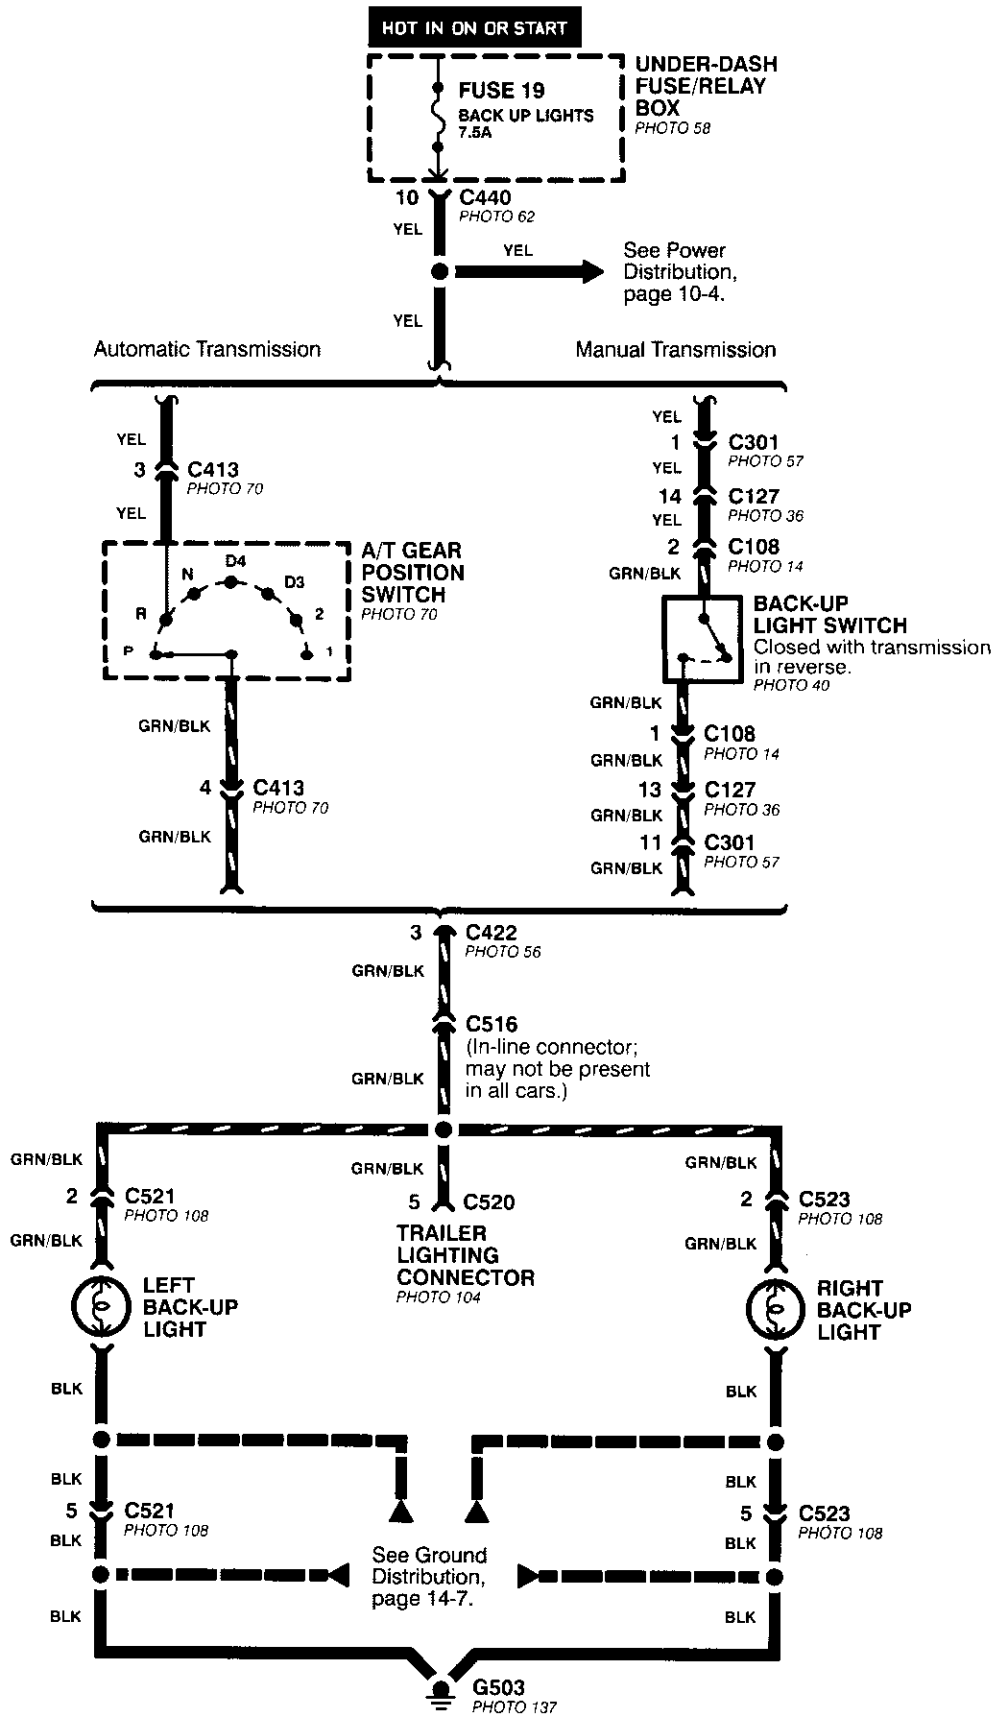 HOT IN ON OR START
UNDER-DASH
FUSE/RELAY
BOX
PHOTO 58
FUSE 19
BACK UP LIGHTS
7.5A
10
C440
PHOTO 62
YEL
YEL
See Power
Distribution,
page 10-4.
YEL
Automatic Transmission
Manual Transmission
YEL
3
C413
PHOTO 70
YEL
A/T GEAR
POSITION
SWITCH
PHOTO 70
P
R
N
D4
D3
2
1
GRN/BLK
4
C413
PHOTO 70
GRN/BLK
YEL
1
C301
PHOTO 57
YEL
14
C127
PHOTO 36
YEL
2
C108
PHOTO 14
GRN/BLK
BACK-UP
LIGHT SWITCH
Closed with transmission
in reverse.
PHOTO 40
GRN/BLK
1
C108
PHOTO 14
GRN/BLK
13
C127
PHOTO 36
GRN/BLK
11
C301
PHOTO 57
GRN/BLK
3
C422
PHOTO 56
GRN/BLK
C516
(In-line connector;
may not be present
in all cars.)
GRN/BLK
GRN/BLK
2
C521
PHOTO 108
GRN/BLK
LEFT
BACK-UP
LIGHT
GRN/BLK
5
C520
TRAILER
LIGHTING
CONNECTOR
PHOTO 104
GRN/BLK
2
C523
PHOTO 108
GRN/BLK
RIGHT
BACK-UP
LIGHT
BLK
BLK
BLK
5
C521
PHOTO 108
BLK
BLK
5
C523
PHOTO 108
BLK
See Ground
Distribution,
page 14-7.
BLK
BLK
G503
PHOTO 137